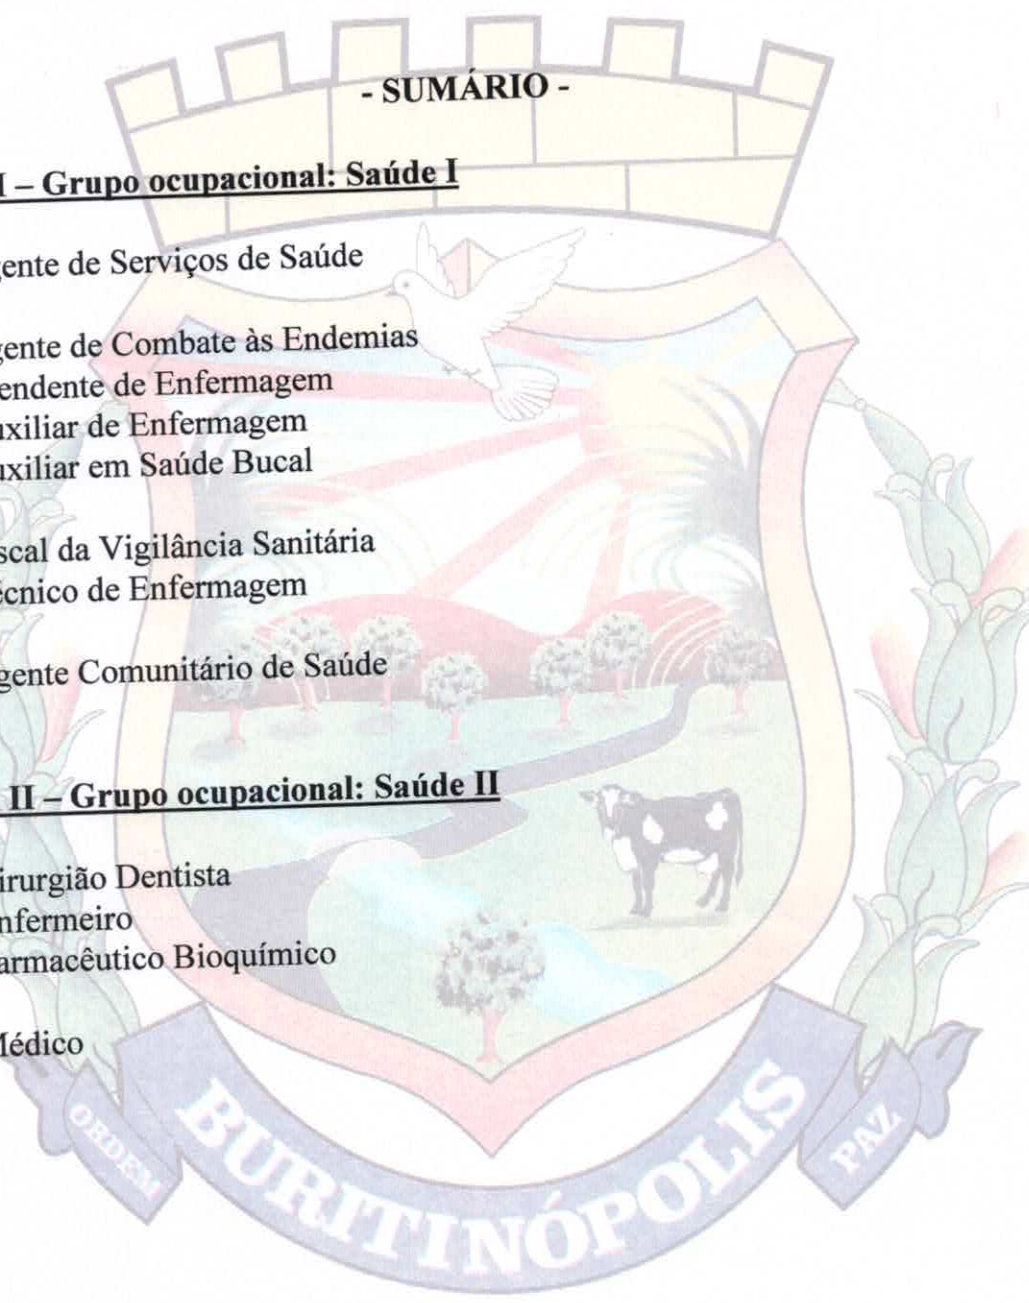 - SUMÁRIO -
I – Grupo ocupacional: Saúde I
gente de Serviços de Saúde
gente de Combate às Endemias
endente de Enfermagem
uxiliar de Enfermagem
uxiliar em Saúde Bucal
scal da Vigilância Sanitária
écnico de Enfermagem
gente Comunitário de Saúde
II – Grupo ocupacional: Saúde II
irurgião Dentista
nfermeiro
armacêutico Bioquímico
Médico
ORDEM
BURITINÓPOLIS
PAZ